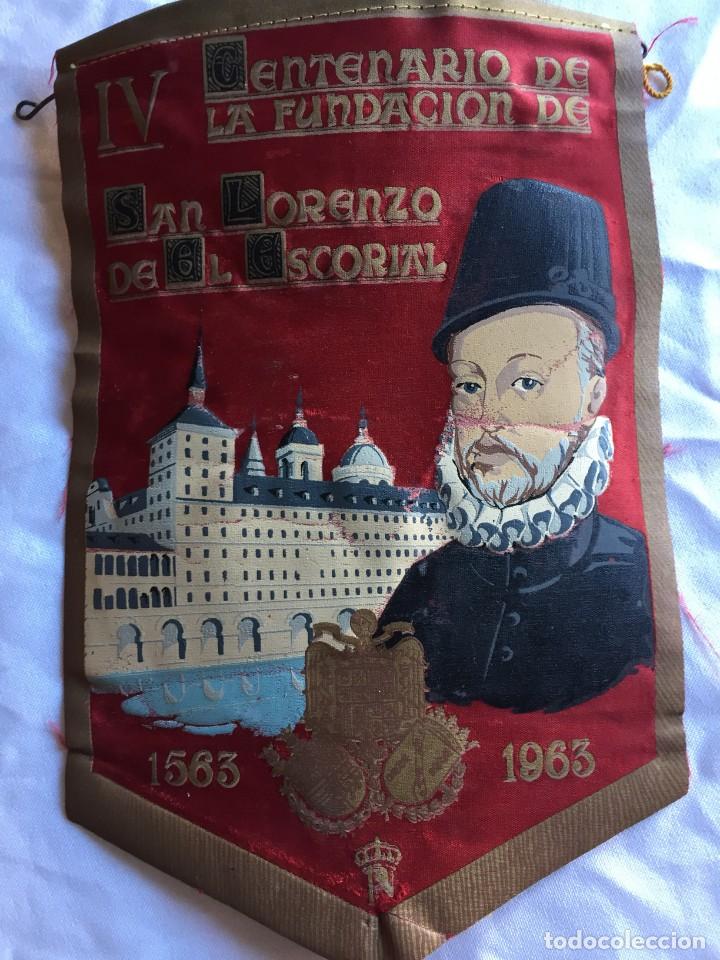 IV CENTENARIO DE
LA FUNDACION DE
SAN LORENZO
DE EL ESCORIAL
1563 1963
todocoleccion